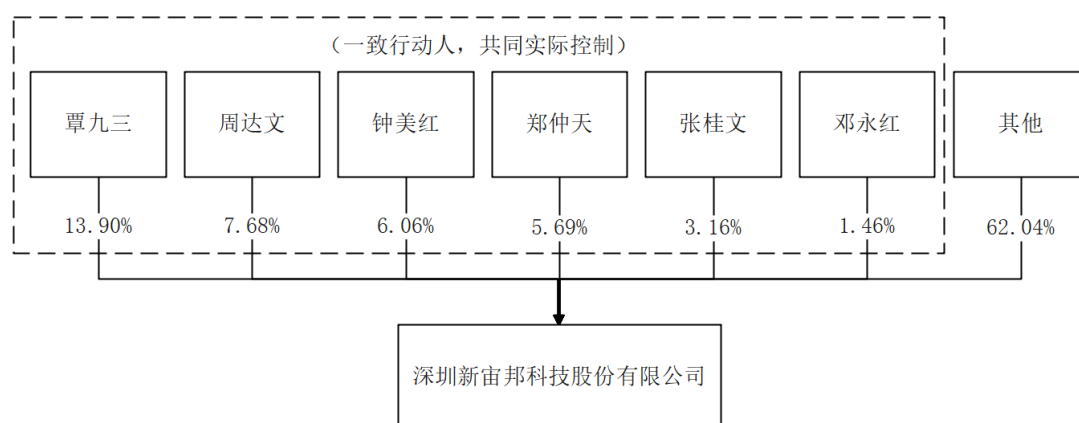 （一致行动人，共同实际控制）
覃九三 周达文 钟美红 郑仲天 张桂文 邓永红 其他
13.90% 7.68% 6.06% 5.69% 3.16% 1.46% 62.04%
深圳新宙邦科技股份有限公司